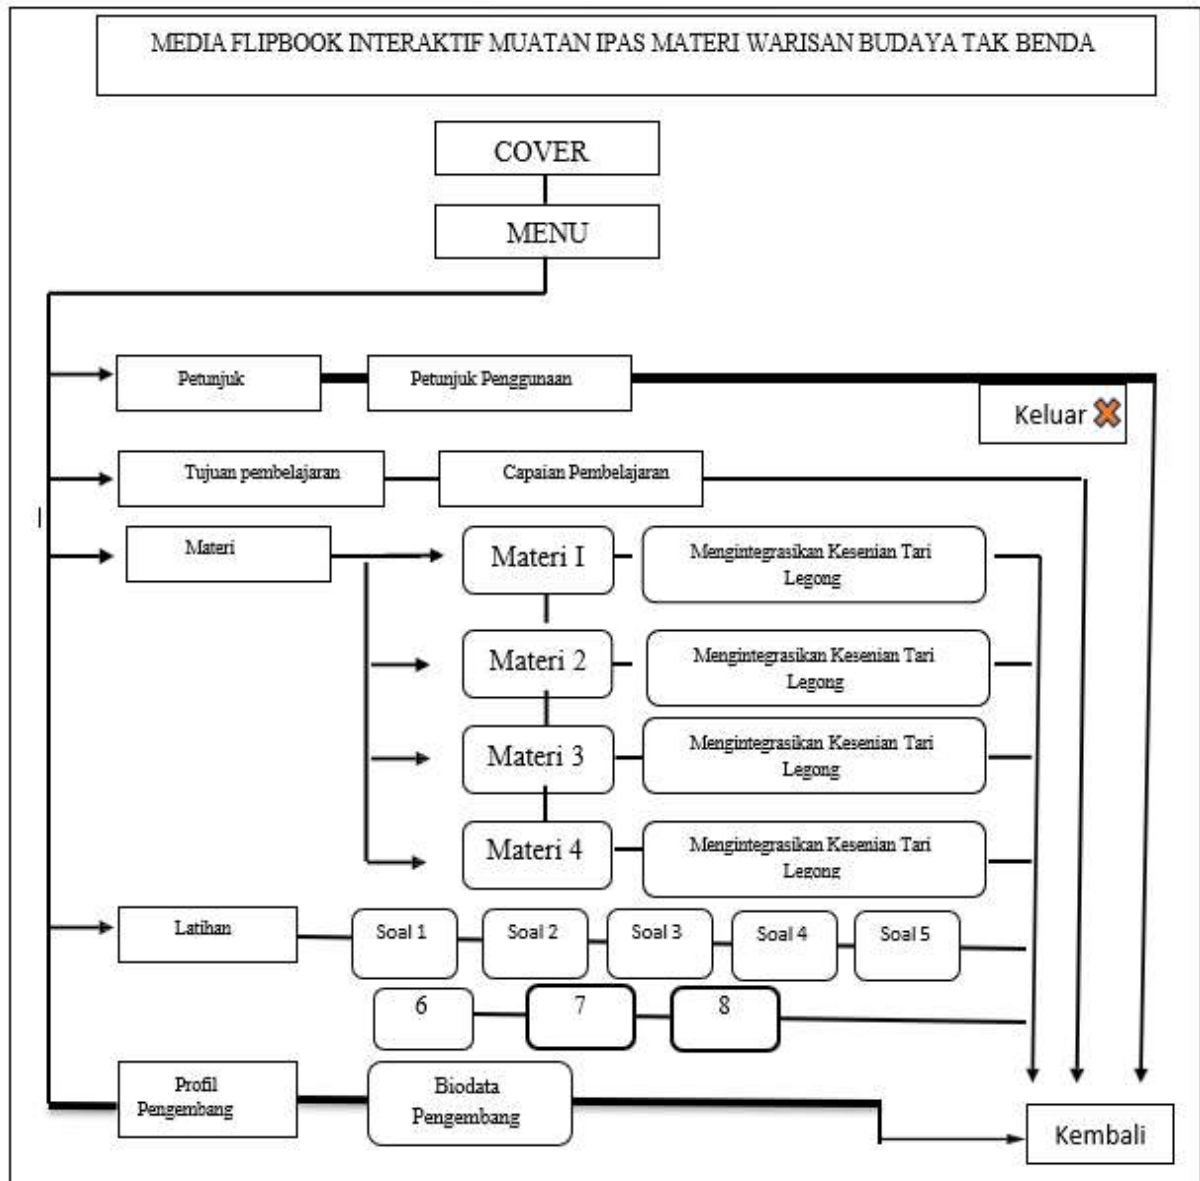 MEDIA FLIPBOOK INTERAKTIF MUATAN IPAS MATERI WARISAN BUDAYA TAK BENDA
COVER
MENU
Petunjuk
Petunjuk Penggunaan
Keluar
Tujuan pembelajaran
Capaian Pembelajaran
Materi
Materi I
Mengintegrasikan Kesenian Tari
Legong
Materi 2
Mengintegrasikan Kesenian Tari
Legong
Materi 3
Mengintegrasikan Kesenian Tari
Legong
Materi 4
Mengintegrasikan Kesenian Tari
Legong
Latihan
Soal 1
Soal 2
Soal 3
Soal 4
Soal 5
6
7
8
Profil
Pengembang
Biodata
Pengembang
Kembali